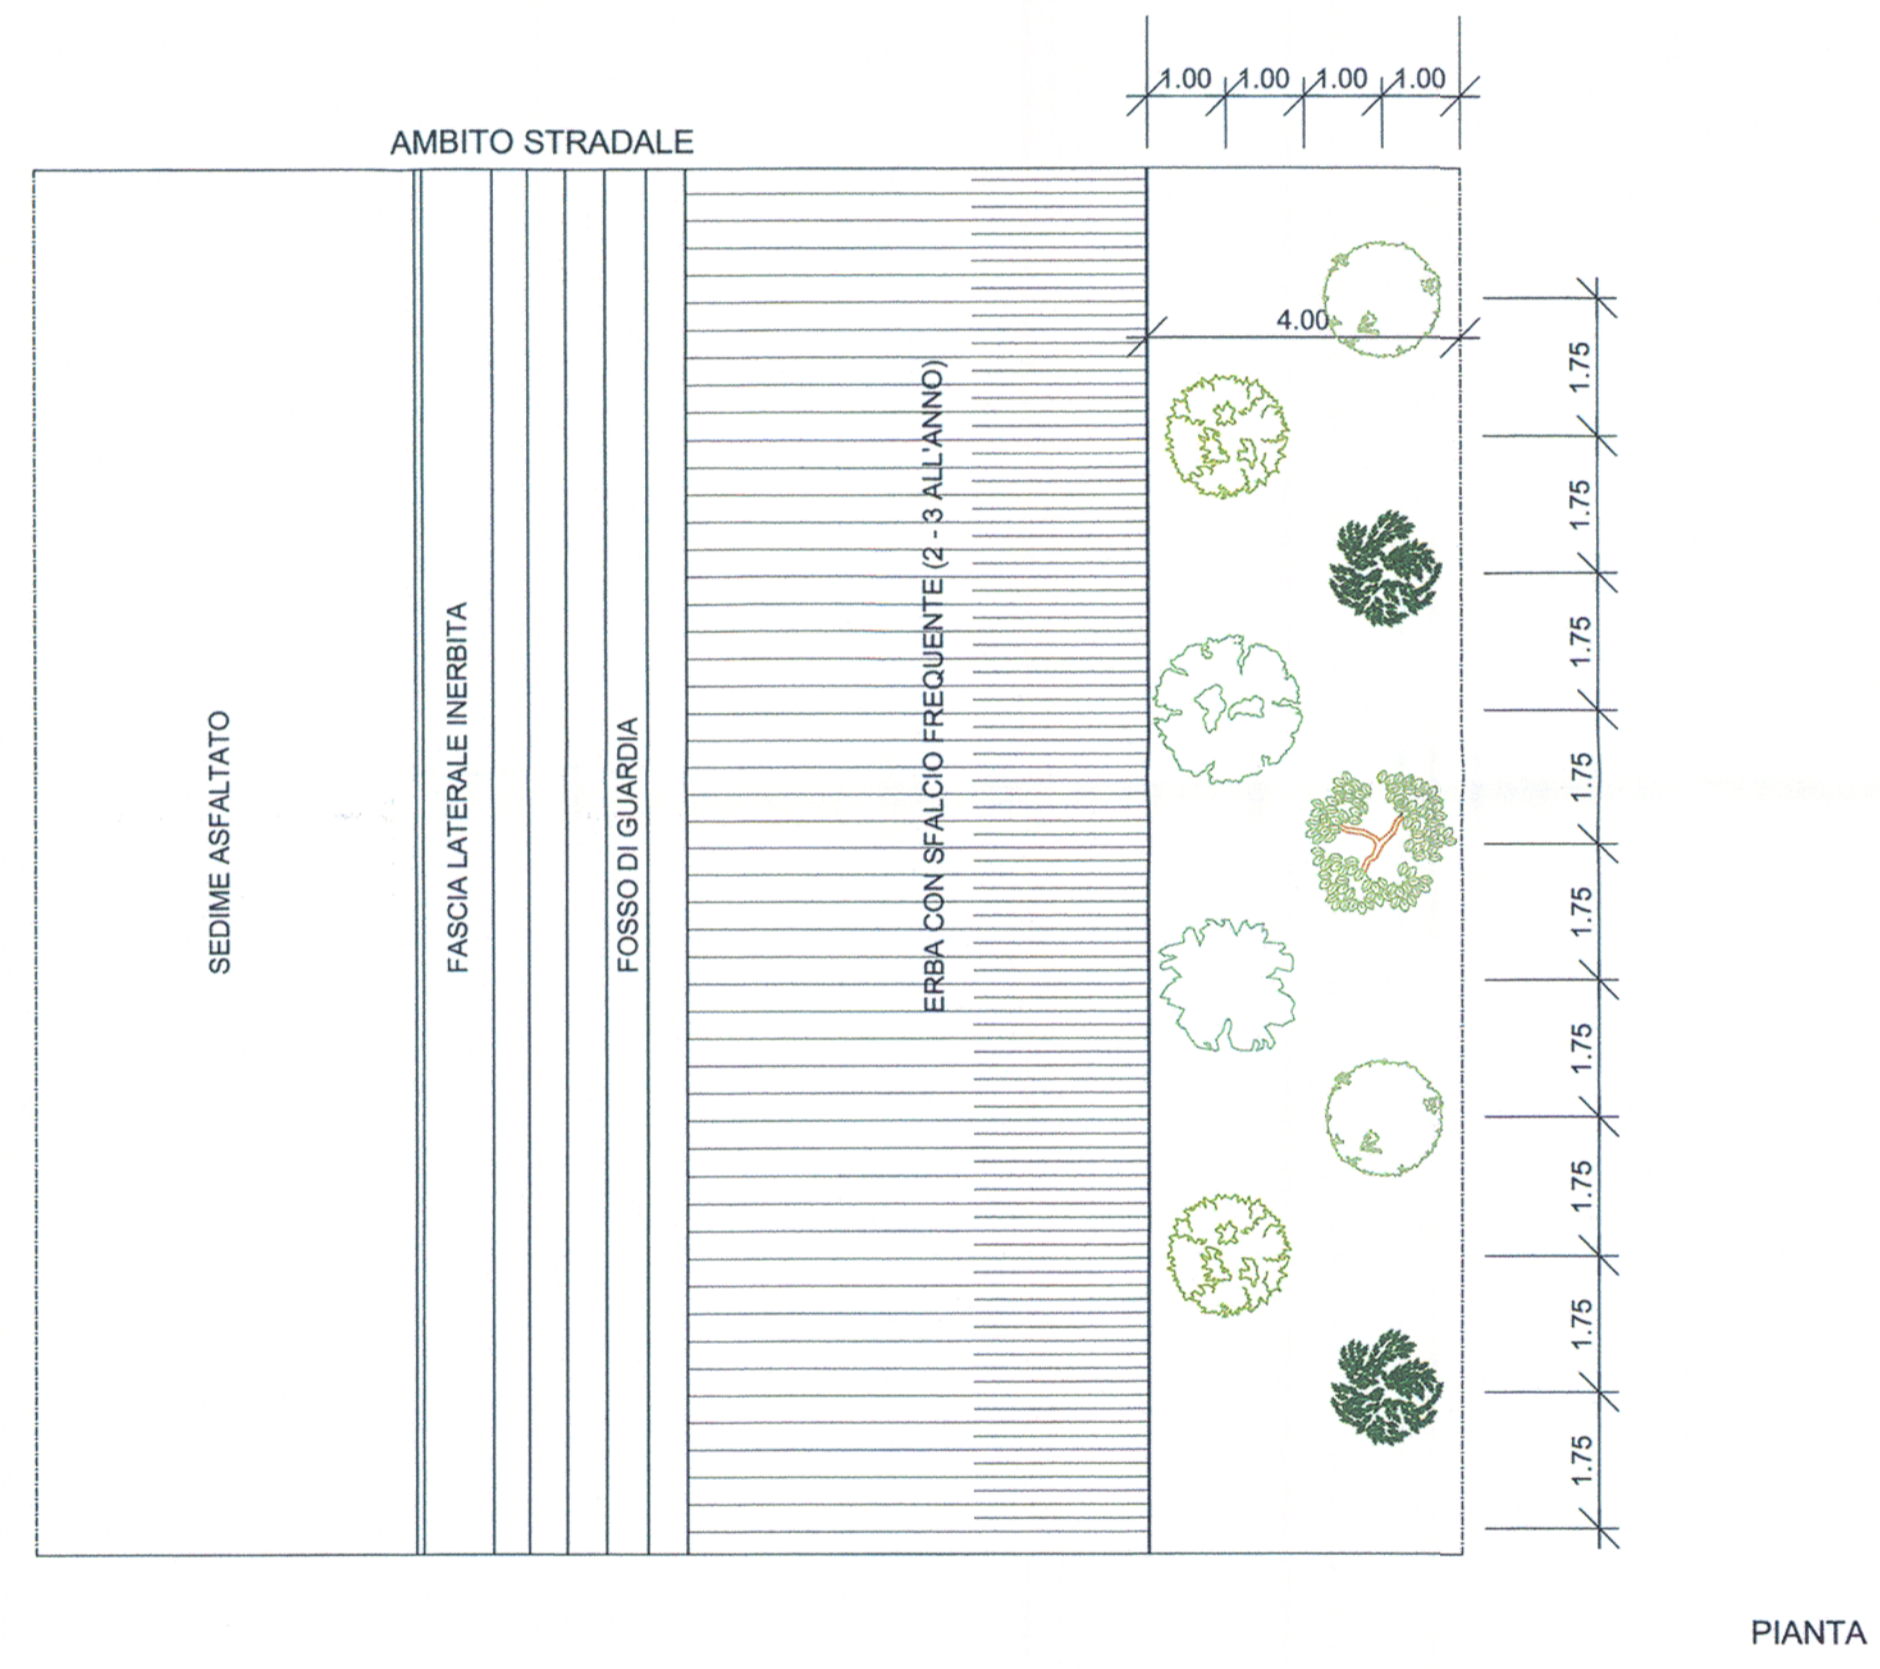 1.00 1.00 1.00 1.00
AMBITO STRADALE
4.00
SEDIME ASFALTATO
FASCIA LATERALE INERBITA
FOSSO DI GUARDIA
ERBA CON SFALCIO FREQUENTE (2 - 3 ALL'ANNO)
1.75
1.75
1.75
1.75
1.75
1.75
1.75
1.75
1.75
PIANTA